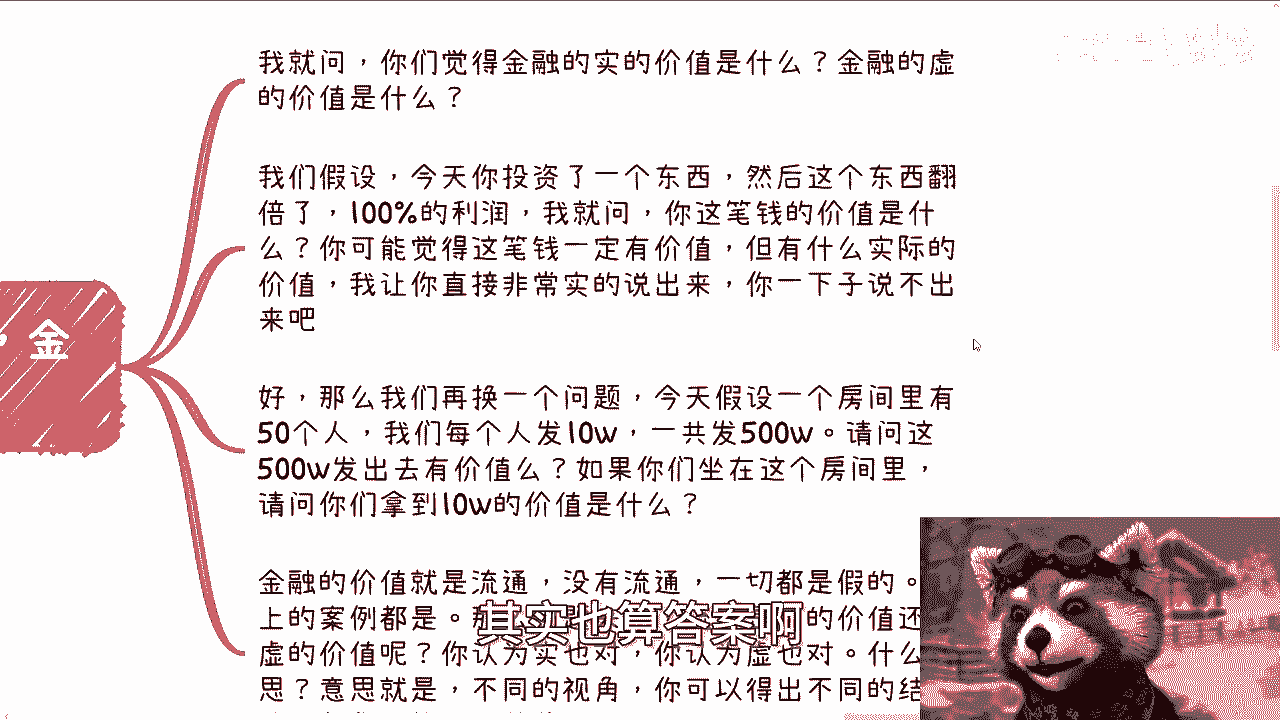 我就问，你们觉得金融的实的价值是什么？金融的虚
的价值是什么？
我们假设，今天你投资了一个东西，然后这个东西翻
倍了，100%的利润，我就问，你这笔钱的价值是什
么？你可能觉得这笔钱一定有价值，但有什么实际的
价值，我让你直接非常实的说出来，你一下子说不出
来吧
，金
好，那么我们再换一个问题，今天假设一个房间里有
50个人，我们每个人发10w，一共发500w。请问这
500w发出去有价值么？如果你们坐在这个房间里，
请问你们拿到10w的价值是什么？
金融的价值就是流通，没有流通，一切都是假的。
上的案例都是。那 的价值还
其实也算答案啊
虚的价值呢？你认为实也对，你认为虚也对。什么
思？意思就是，不同的视角，你可以得出不同的结